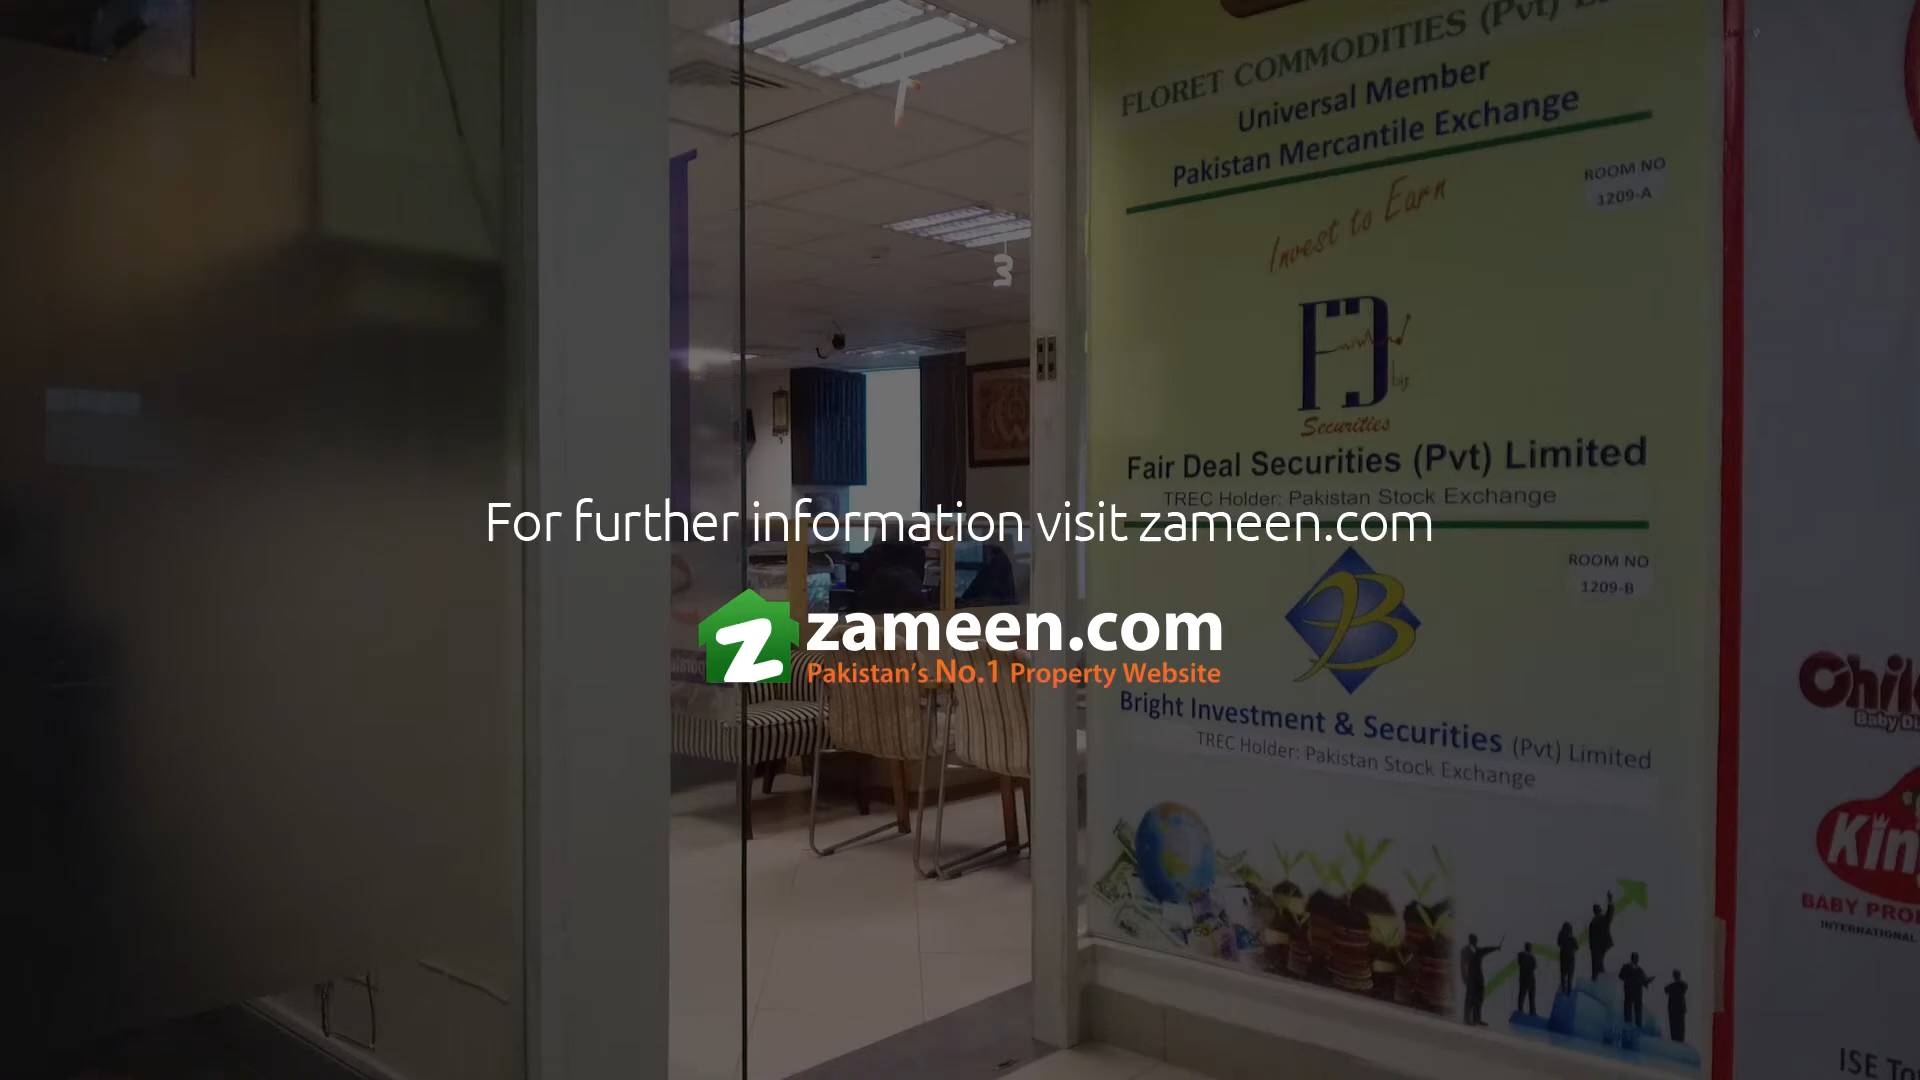 FLORET COMMODITIES (Pvt)
Universal Member
Pakistan Mercantile Exchange
ROOM NO
1209-A
Invest to Earn
Securities
Fair Deal Securities (Pvt) Limited
TREC Holder: Pakistan Stock Exchange
For further information visit zameen.com
ROOM NO
1209-B
zameen.com
Pakistan's No.1 Property Website
Bright Investment & Securities (Pvt) Limited
TREC Holder: Pakistan Stock Exchange
Baby
BABY
INTERNATIONAL
ISE